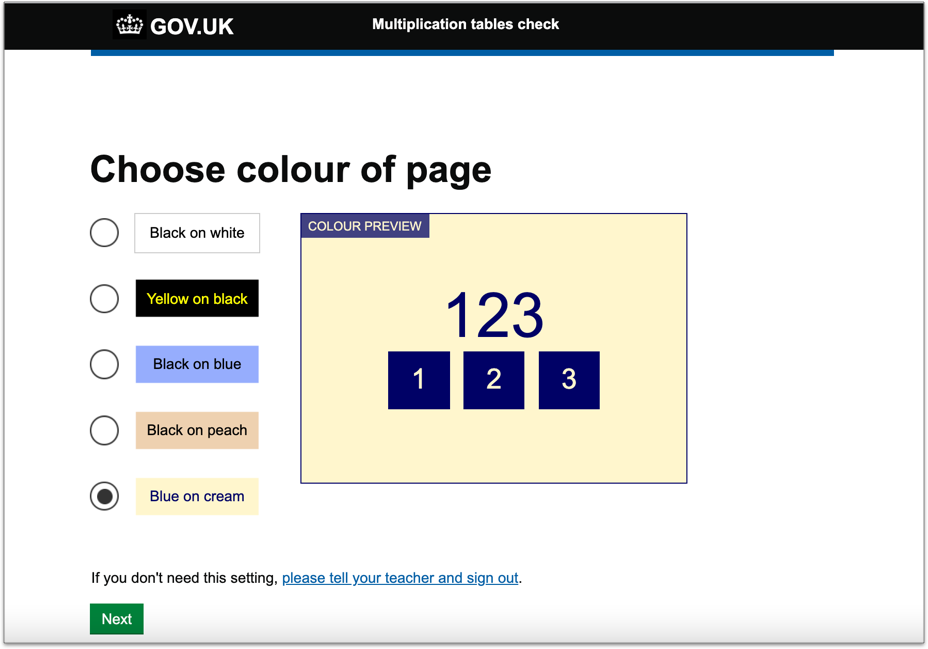 GOV.UK
Multiplication tables check
Choose colour of page
Black on white
Yellow on black
Black on blue
Black on peach
Blue on cream
COLOUR PREVIEW
123
1 2 3
If you don't need this setting, please tell your teacher and sign out.
Next